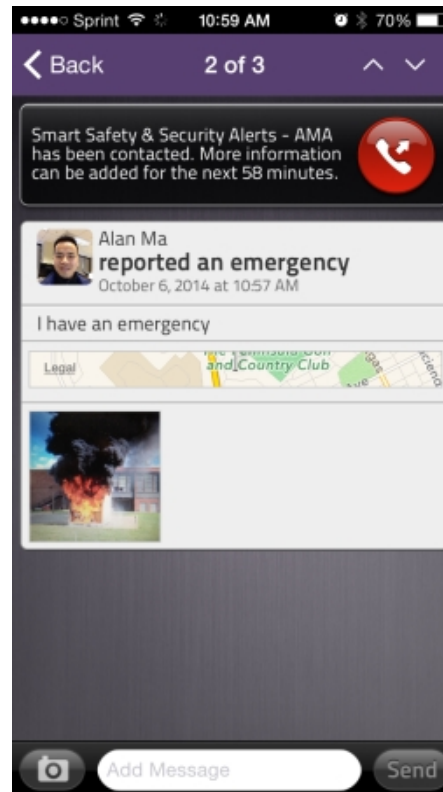 Sprint 10:59 AM 70%
Back 2 of 3
Smart Safety & Security Alerts - AMA
has been contacted. More information
can be added for the next 58 minutes.
Alan Ma
reported an emergency
October 6, 2014 at 10:57 AM
I have an emergency
Legal
and Country Club
Ave
Add Message Send